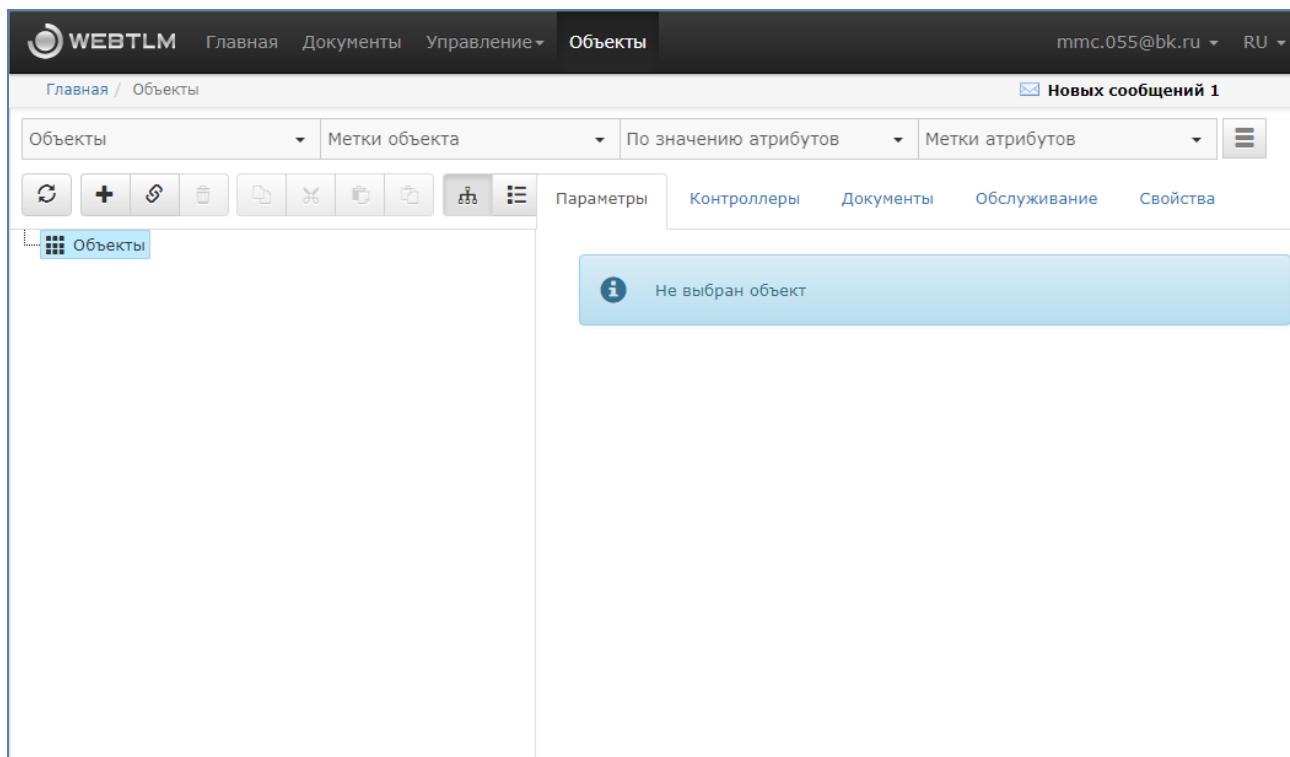 WEBTLM Главная Документы Управление Объекты mmc.055@bk.ru RU
Главная / Объекты Новых сообщений 1
Объекты Метки объекта По значению атрибутов Метки атрибутов
Параметры Контроллеры Документы Обслуживание Свойства
Объекты
Не выбран объект